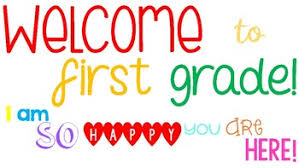 Welcome to
first grade!
I am
SO HAPPY you are
HERE!